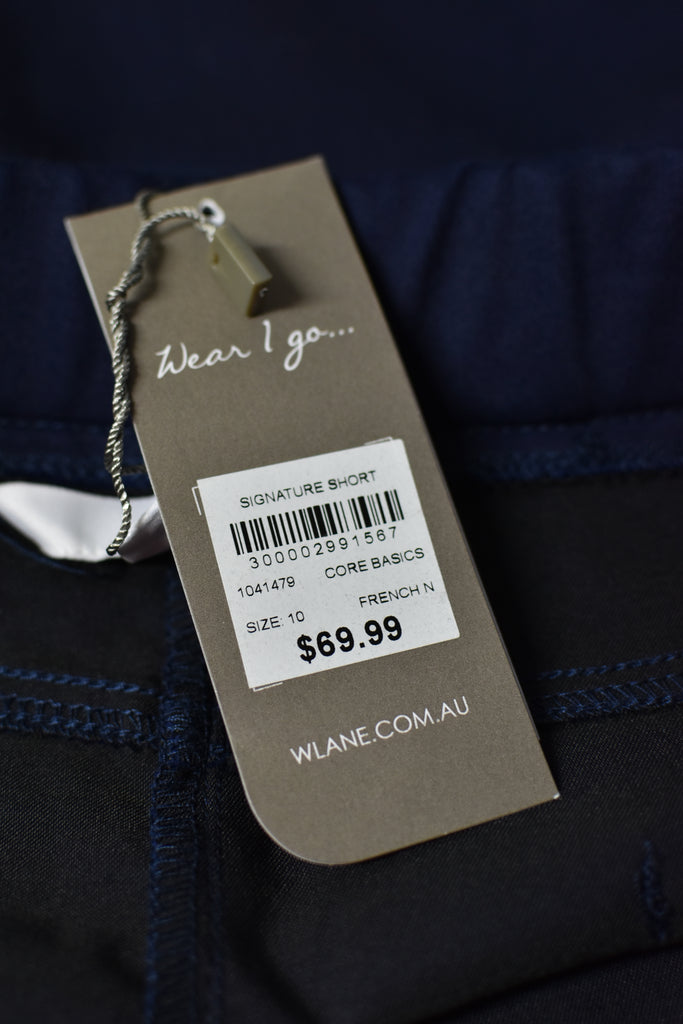 Wear I go...
SIGNATURE SHORT
300002991567
1041479 CORE BASICS
SIZE: 10 FRENCH N
$69.99
WLANE.COM.AU